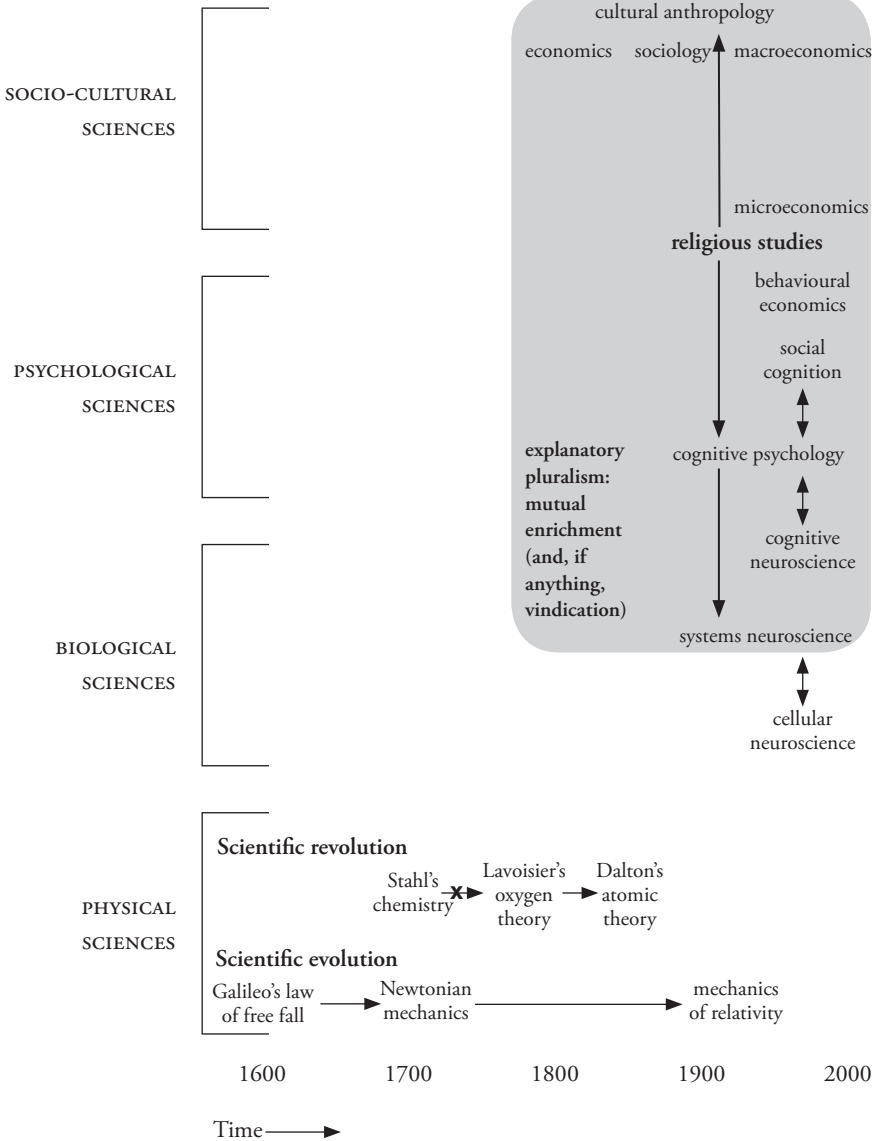 cultural anthropology
economics sociology macroeconomics
SOCIO-CULTURAL
SCIENCES
microeconomics
religious studies
behavioural
economics
social
cognition
PSYCHOLOGICAL
SCIENCES
explanatory
pluralism:
mutual
enrichment
(and, if
anything,
vindication)
cognitive psychology
cognitive
neuroscience
systems neuroscience
BIOLOGICAL
SCIENCES
cellular
neuroscience
PHYSICAL
SCIENCES
Scientific revolution
Stahl's
chemistry
x
Lavoisier's
oxygen
theory
Dalton's
atomic
theory
Scientific evolution
Galileo's law
of free fall
Newtonian
mechanics
mechanics
of relativity
1600 1700 1800 1900 2000
Time